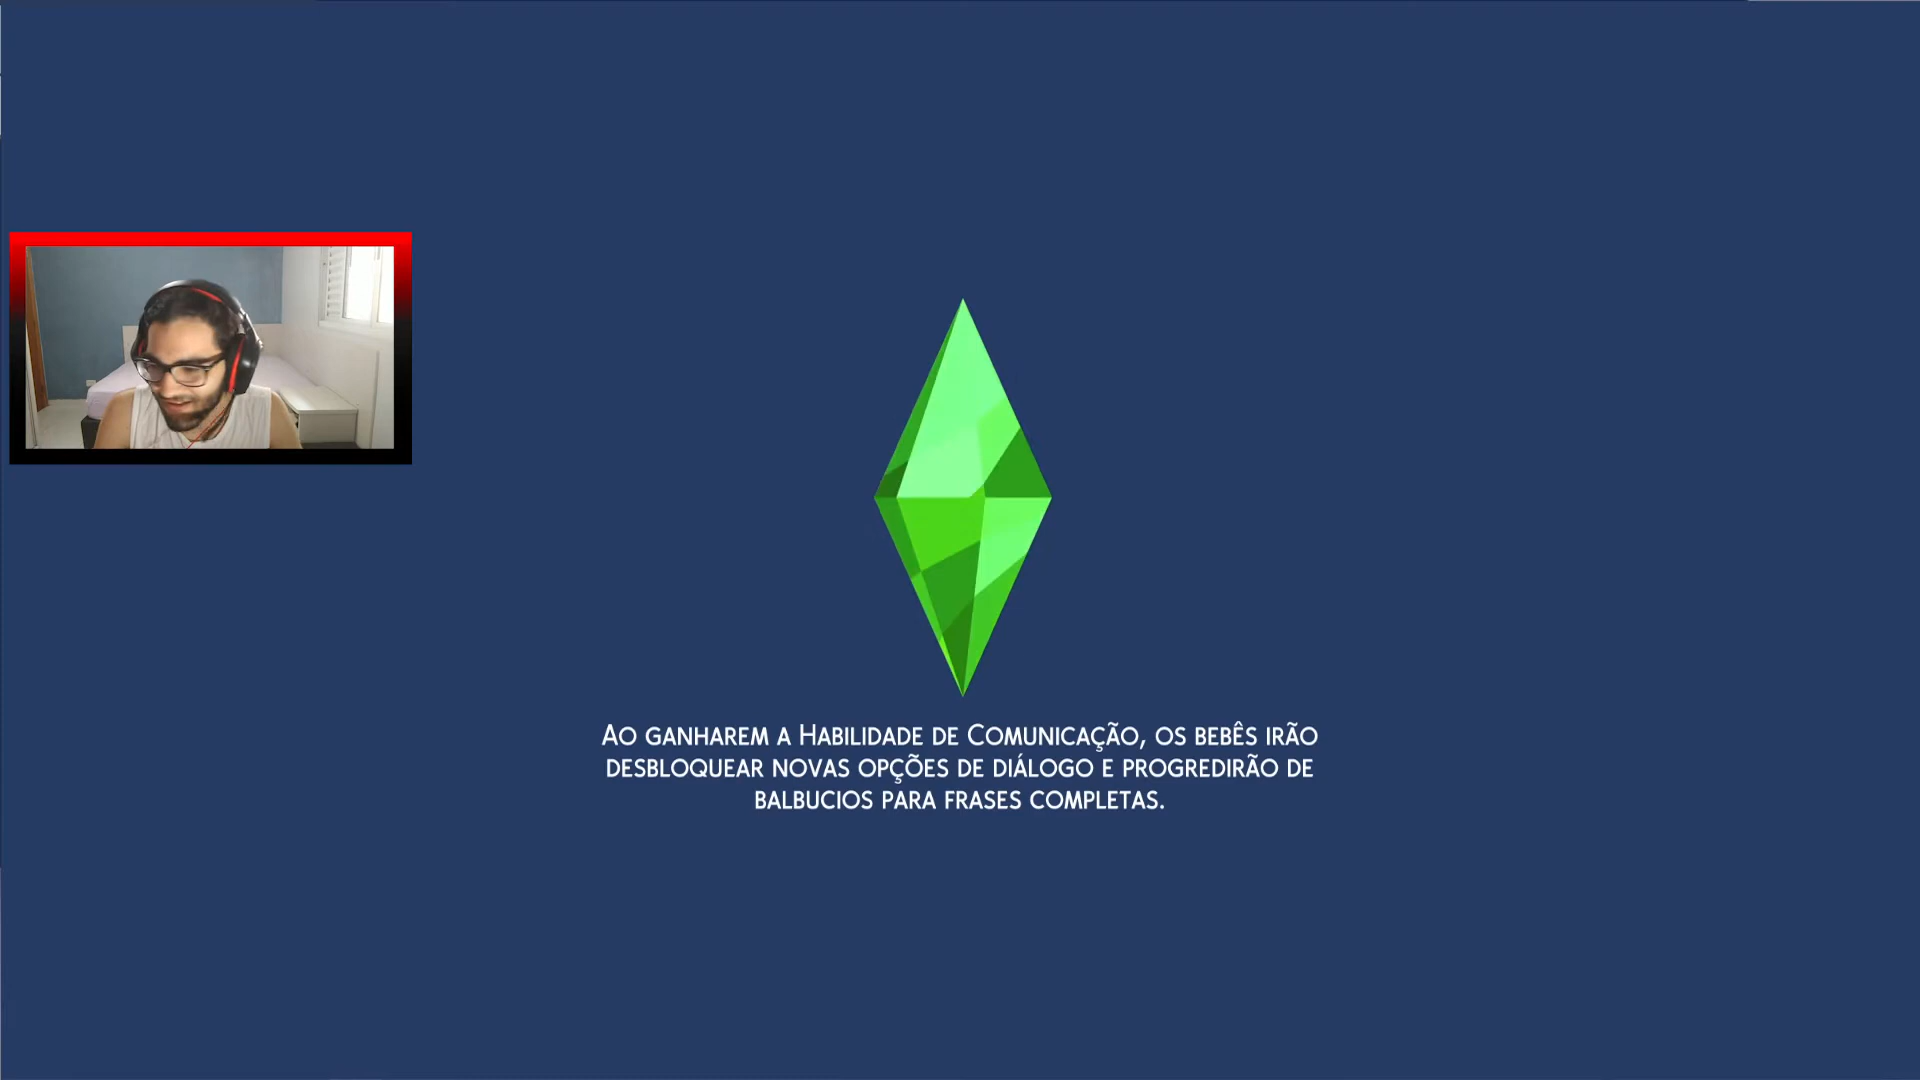 Ao ganharem a Habilidade de Comunicação, os bebês irão
desbloquear novas opções de diálogo e progredirão de
balbucios para frases completas.